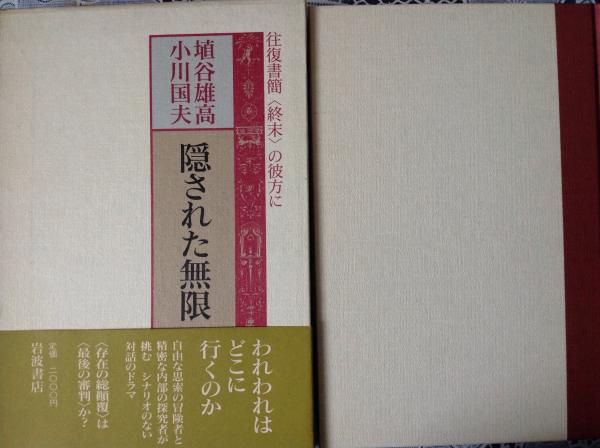 往復書簡〈終末〉の彼方に
埴谷雄高
小川国夫
隠された無限
われわれは
どこに
行くのか
自由な思索の冒険者と
精密な内部の探究者が
挑む シナリオのない
対話のドラマ
〈存在の総顚覆〉は
〈最後の審判〉か?
定価 二〇〇〇円
岩波書店